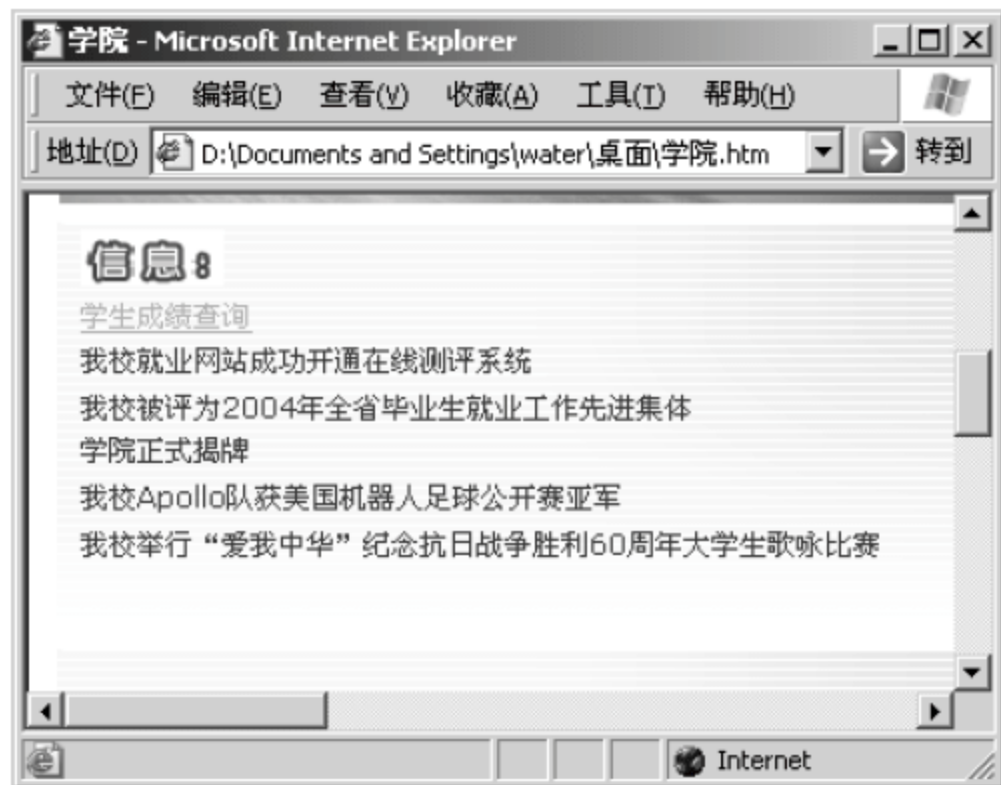 学院 - Microsoft Internet Explorer
文件(F) 编辑(E) 查看(V) 收藏(A) 工具(T) 帮助(H)
地址(D) D:\Documents and Settings\water\桌面\学院.htm 转到
信息8
学生成绩查询
我校就业网站成功开通在线测评系统
我校被评为2004年全省毕业生就业工作先进集体
学院正式揭牌
我校Apollo队获美国机器人足球公开赛亚军
我校举行“爱我中华”纪念抗日战争胜利60周年大学生歌咏比赛
Internet